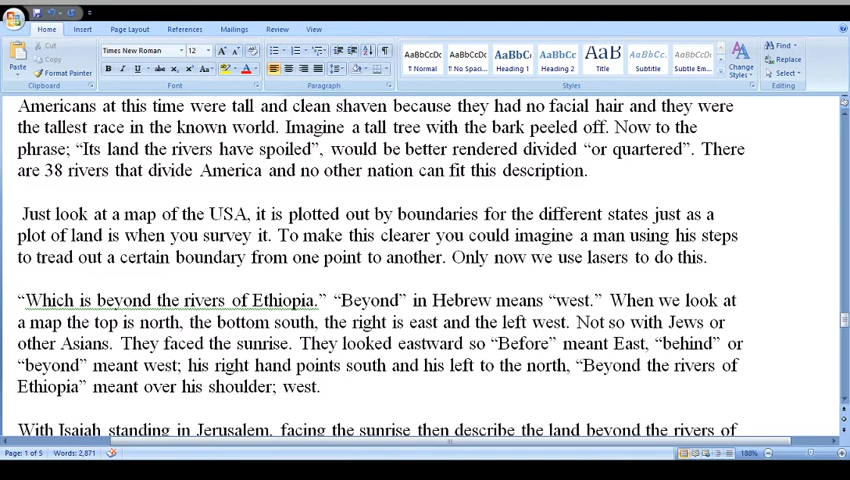 Home Insert Page Layout References Mailings Review View
Cut
Copy
Paste
Format Painter
Clipboard
Times New Roman 12
Font
Paragraph
AaBbCcDc AaBbCcDc AaBbC AaBbCc AaB AaBbCc. AaBbCcDc
¶ Normal ¶ No Spaci... Heading 1 Heading 2 Title Subtitle Subtle Em...
Change
Styles
Styles
Find
Replace
Select
Editing
Americans at this time were tall and clean shaven because they had no facial hair and they were
the tallest race in the known world. Imagine a tall tree with the bark peeled off. Now to the
phrase; “Its land the rivers have spoiled”, would be better rendered divided “or quartered”. There
are 38 rivers that divide America and no other nation can fit this description.
Just look at a map of the USA, it is plotted out by boundaries for the different states just as a
plot of land is when you survey it. To make this clearer you could imagine a man using his steps
to tread out a certain boundary from one point to another. Only now we use lasers to do this.
“Which is beyond the rivers of Ethiopia.” “Beyond” in Hebrew means “west.” When we look at
a map the top is north, the bottom south, the right is east and the left west. Not so with Jews or
other Asians. They faced the sunrise. They looked eastward so “Before” meant East, “behind” or
“beyond” meant west; his right hand points south and his left to the north, “Beyond the rivers of
Ethiopia” meant over his shoulder; west.
With Isaiah standing in Jerusalem, facing the sunrise then describe the land beyond the rivers of
Page: 1 of 5 Words: 2,871 188%